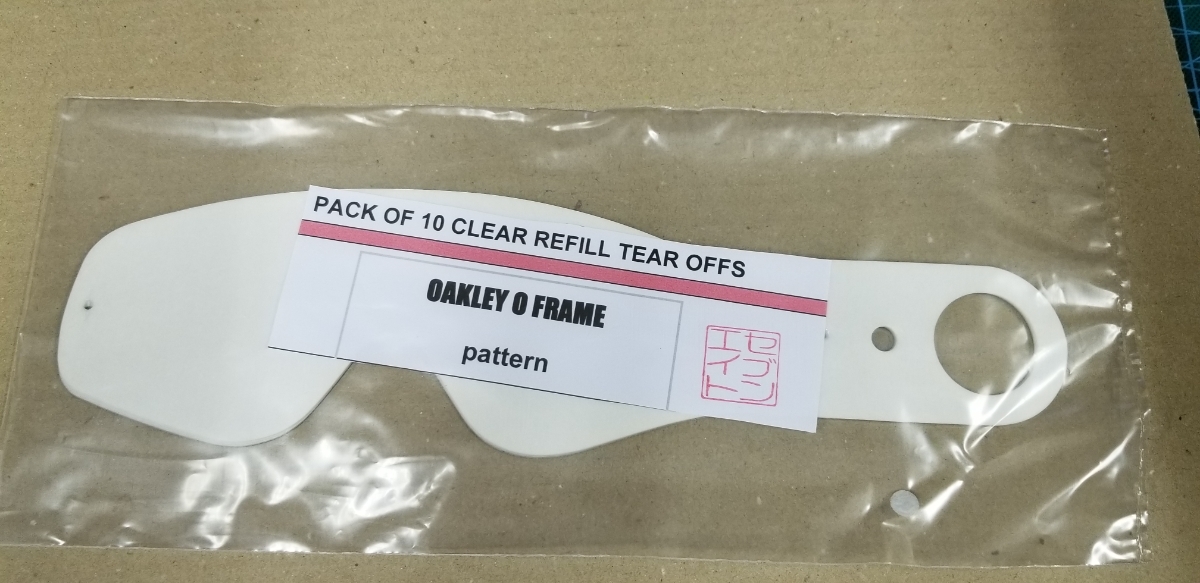 PACK OF 10 CLEAR REFILL TEAR OFFS
OAKLEY O FRAME
pattern
セブン
エイト